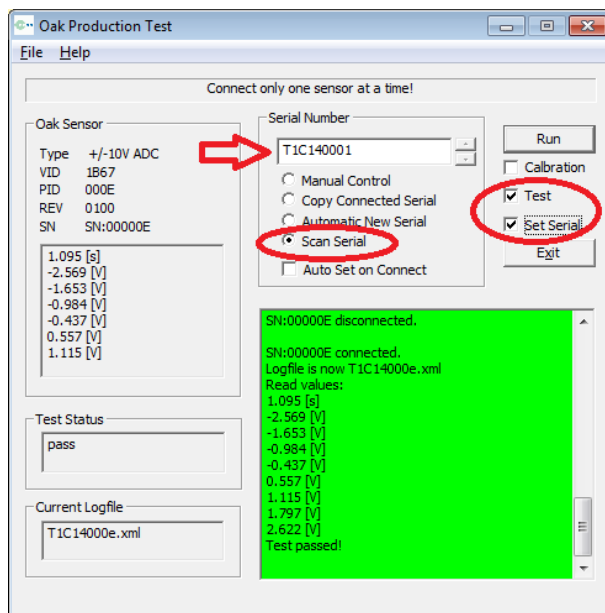 Oak Production Test
File Help
Connect only one sensor at a time!
Oak Sensor
Type +/-10V ADC
VID 1B67
PID 000E
REV 0100
SN SN:00000E
1.095 [s]
-2.569 [V]
-1.653 [V]
-0.984 [V]
-0.437 [V]
0.557 [V]
1.115 [V]
Test Status
pass
Current Logfile
T1C14000e.xml
Serial Number
T1C140001
Manual Control
Copy Connected Serial
Automatic New Serial
Scan Serial
Auto Set on Connect
Run
Calbration
Test
Set Serial
Exit
SN:00000E disconnected.
SN:00000E connected.
Logfile is now T1C14000e.xml
Read values:
1.095 [s]
-2.569 [V]
-1.653 [V]
-0.984 [V]
-0.437 [V]
0.557 [V]
1.115 [V]
1.797 [V]
2.622 [V]
Test passed!